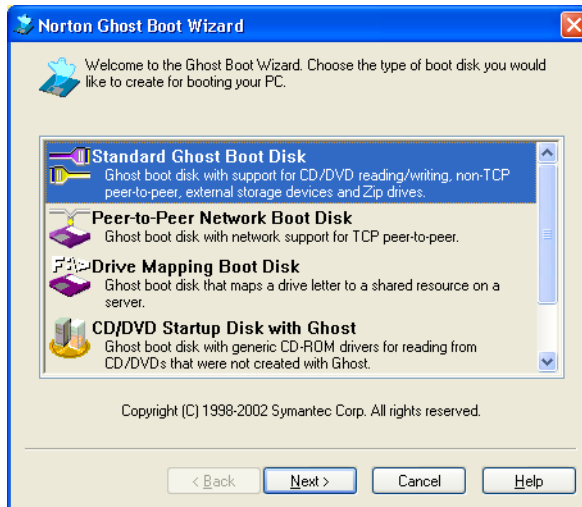 Norton Ghost Boot Wizard
Welcome to the Ghost Boot Wizard. Choose the type of boot disk you would
like to create for booting your PC.
Standard Ghost Boot Disk
Ghost boot disk with support for CD/DVD reading/writing, non-TCP
peer-to-peer, external storage devices and Zip drives.
Peer-to-Peer Network Boot Disk
Ghost boot disk with network support for TCP peer-to-peer.
F:\>
Drive Mapping Boot Disk
Ghost boot disk that maps a drive letter to a shared resource on a
server.
CD/DVD Startup Disk with Ghost
Ghost boot disk with generic CD-ROM drivers for reading from
CD/DVDs that were not created with Ghost.
Copyright (C) 1998-2002 Symantec Corp. All rights reserved.
< Back
Next >
Cancel
Help